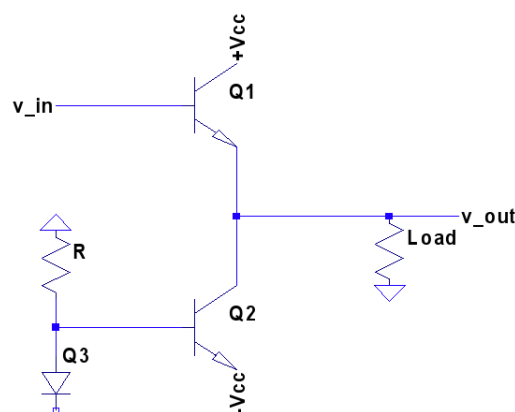 +Vcc
Q1
v_in
v_out
R
Load
Q2
Q3
-Vcc